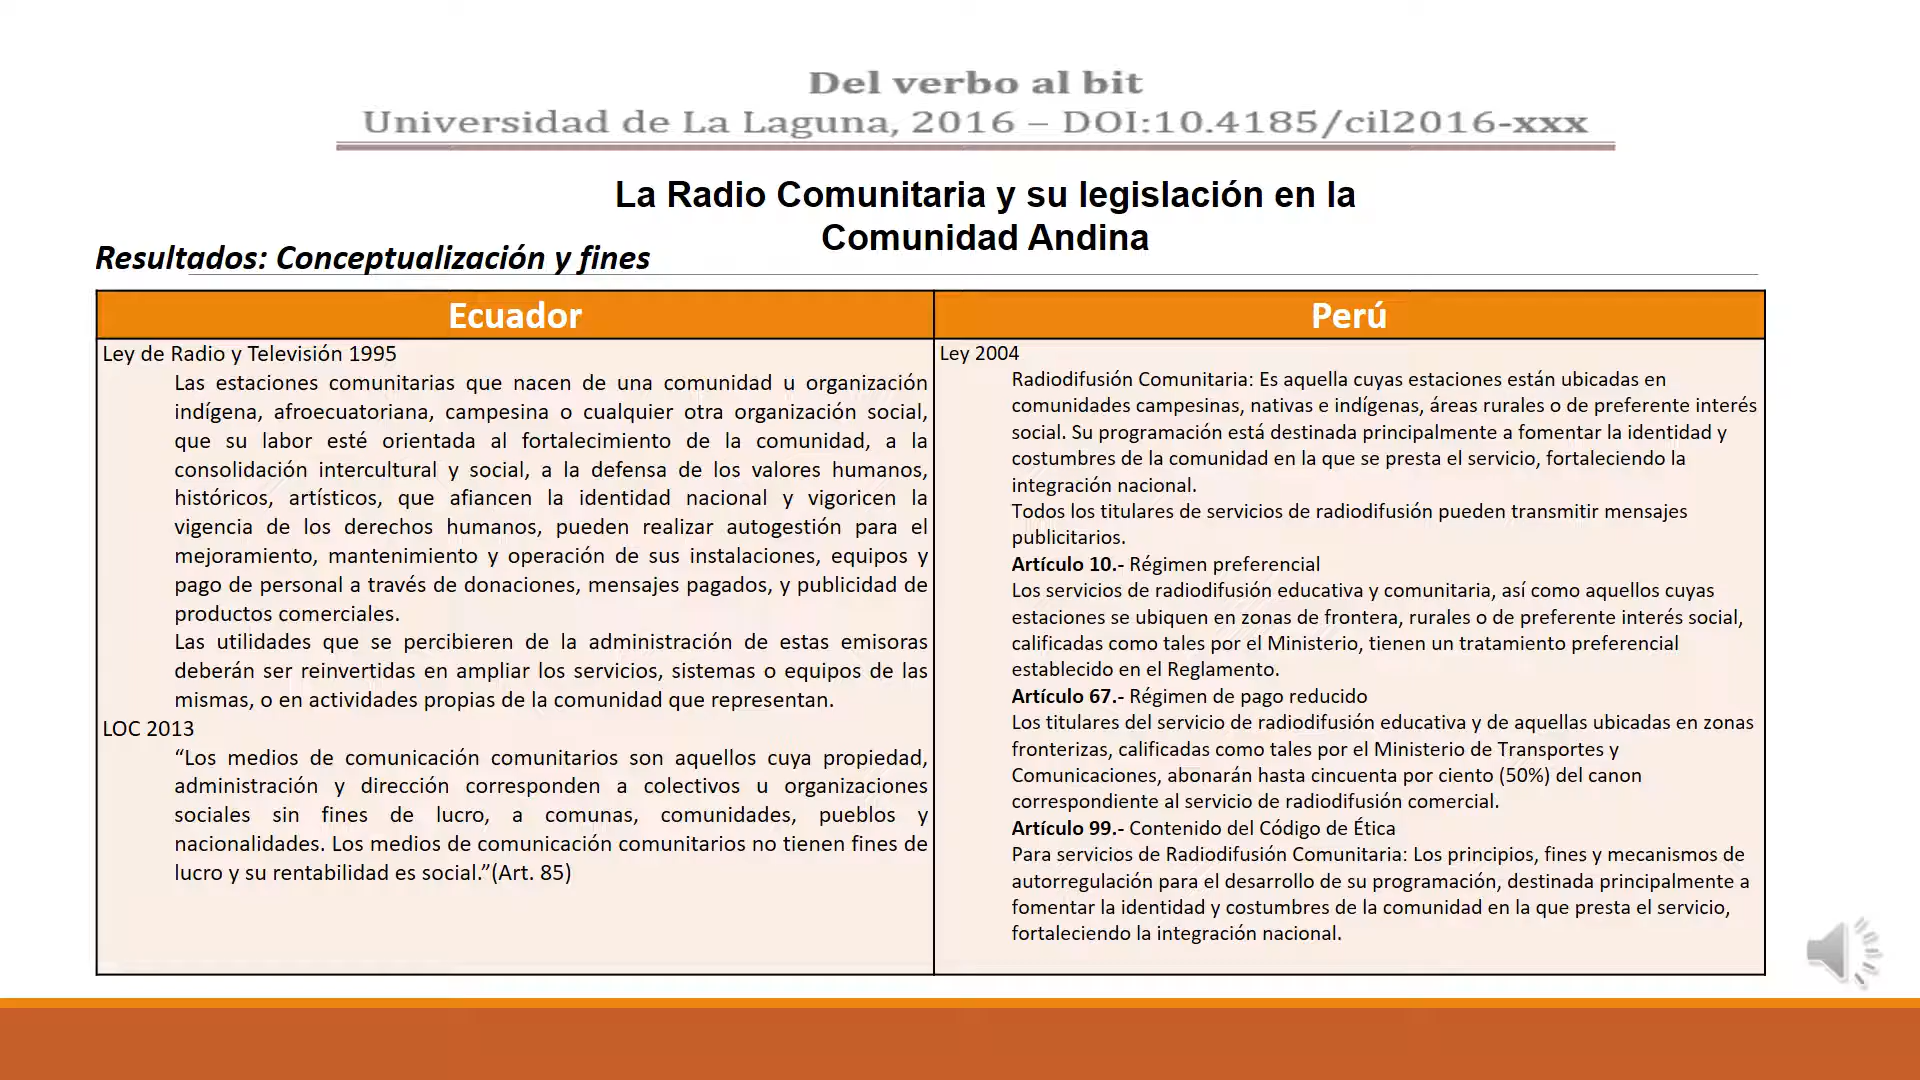 Del verbo al bit
Universidad de La Laguna, 2016 – DOI:10.4185/cil2016-xxx
La Radio Comunitaria y su legislación en la
Comunidad Andina
Resultados: Conceptualización y fines
Ecuador
Ley de Radio y Televisión 1995
Las estaciones comunitarias que nacen de una comunidad u organización
indígena, afroecuatoriana, campesina o cualquier otra organización social,
que su labor esté orientada al fortalecimiento de la comunidad, a la
consolidación intercultural y social, a la defensa de los valores humanos,
históricos, artísticos, que afiancen la identidad nacional y vigoricen la
vigencia de los derechos humanos, pueden realizar autogestión para el
mejoramiento, mantenimiento y operación de sus instalaciones, equipos y
pago de personal a través de donaciones, mensajes pagados, y publicidad de
productos comerciales.
Las utilidades que se percibieren de la administración de estas emisoras
deberán ser reinvertidas en ampliar los servicios, sistemas o equipos de las
mismas, o en actividades propias de la comunidad que representan.
LOC 2013
“Los medios de comunicación comunitarios son aquellos cuya propiedad,
administración y dirección corresponden a colectivos u organizaciones
sociales sin fines de lucro, a comunas, comunidades, pueblos y
nacionalidades. Los medios de comunicación comunitarios no tienen fines de
lucro y su rentabilidad es social.”(Art. 85)
Perú
Ley 2004
Radiodifusión Comunitaria: Es aquella cuyas estaciones están ubicadas en
comunidades campesinas, nativas e indígenas, áreas rurales o de preferente interés
social. Su programación está destinada principalmente a fomentar la identidad y
costumbres de la comunidad en la que se presta el servicio, fortaleciendo la
integración nacional.
Todos los titulares de servicios de radiodifusión pueden transmitir mensajes
publicitarios.
Artículo 10.- Régimen preferencial
Los servicios de radiodifusión educativa y comunitaria, así como aquellos cuyas
estaciones se ubiquen en zonas de frontera, rurales o de preferente interés social,
calificadas como tales por el Ministerio, tienen un tratamiento preferencial
establecido en el Reglamento.
Artículo 67.- Régimen de pago reducido
Los titulares del servicio de radiodifusión educativa y de aquellas ubicadas en zonas
fronterizas, calificadas como tales por el Ministerio de Transportes y
Comunicaciones, abonarán hasta cincuenta por ciento (50%) del canon
correspondiente al servicio de radiodifusión comercial.
Artículo 99.- Contenido del Código de Ética
Para servicios de Radiodifusión Comunitaria: Los principios, fines y mecanismos de
autorregulación para el desarrollo de su programación, destinada principalmente a
fomentar la identidad y costumbres de la comunidad en la que presta el servicio,
fortaleciendo la integración nacional.